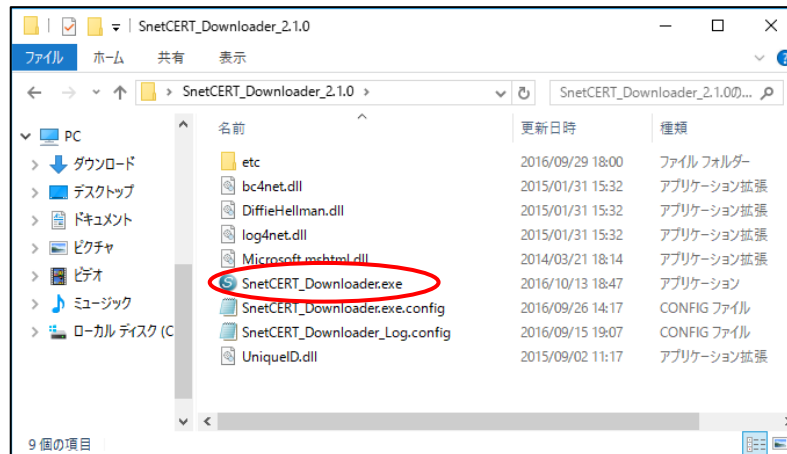 SnetCERT_Downloader_2.1.0
ファイル ホーム 共有 表示
SnetCERT_Downloader_2.1.0 SnetCERT_Downloader_2.1.0の...
名前 更新日時 種類
PC
ダウンロード
デスクトップ
ドキュメント
ピクチャ
ビデオ
ミュージック
ローカル ディスク (C
etc 2016/09/29 18:00 ファイル フォルダー
bc4net.dll 2015/01/31 15:32 アプリケーション拡張
DiffieHellman.dll 2015/01/31 15:32 アプリケーション拡張
log4net.dll 2015/01/31 15:32 アプリケーション拡張
Microsoft.mshtml.dll 2014/03/21 18:14 アプリケーション拡張
SnetCERT_Downloader.exe 2016/10/13 18:47 アプリケーション
SnetCERT_Downloader.exe.config 2016/09/26 14:17 CONFIG ファイル
SnetCERT_Downloader_Log.config 2016/09/15 19:07 CONFIG ファイル
UniqueID.dll 2015/09/02 11:17 アプリケーション拡張
9 個の項目